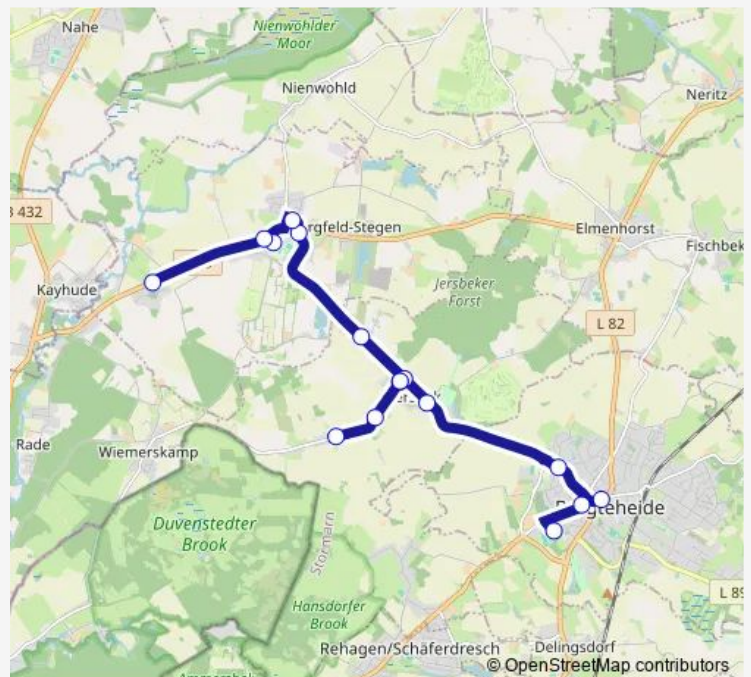 Nahe
Nienwohlder
Moor
Nienwohld
Neritz
B 432
rgfeld-Stegen
Elmenhorst
Fischbek
Kayhude
Jersbeker
Forst
L 82
Rade
Wiemerskamp
Duvenstedter
Brook
Stormarn
teheide
Hansdorfer
Brook
L 89
Rehagen/Schäferdresch
Delingsdorf
© OpenStreetMap contributors